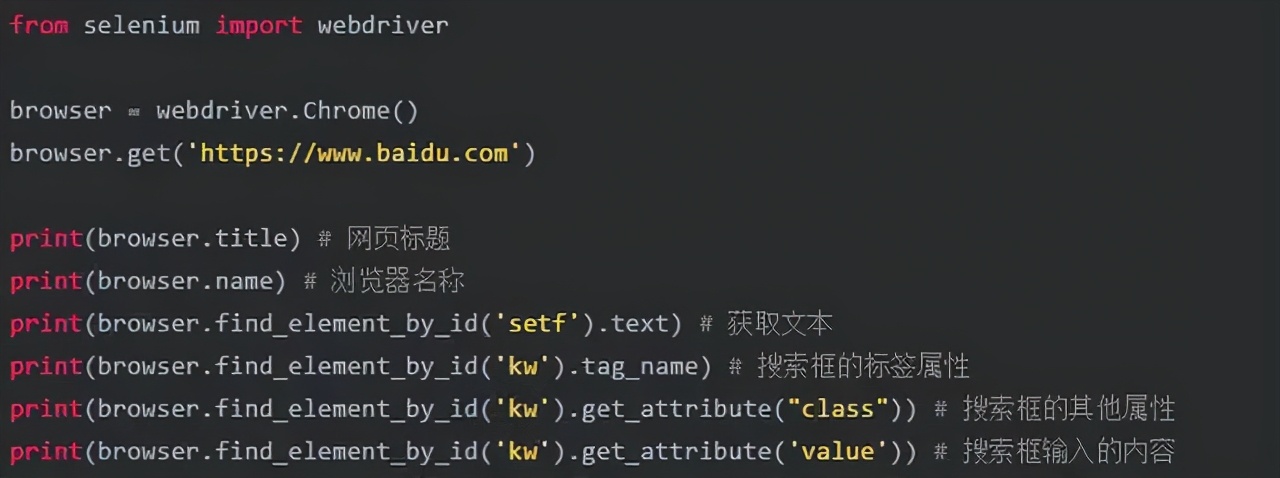 from selenium import webdriver
browser = webdriver.Chrome()
browser.get('https://www.baidu.com')
print(browser.title) # 网页标题
print(browser.name) # 浏览器名称
print(browser.find_element_by_id('setf').text) # 获取文本
print(browser.find_element_by_id('kw').tag_name) # 搜索框的标签属性
print(browser.find_element_by_id('kw').get_attribute("class")) # 搜索框的其他属性
print(browser.find_element_by_id('kw').get_attribute('value')) # 搜索框输入的内容